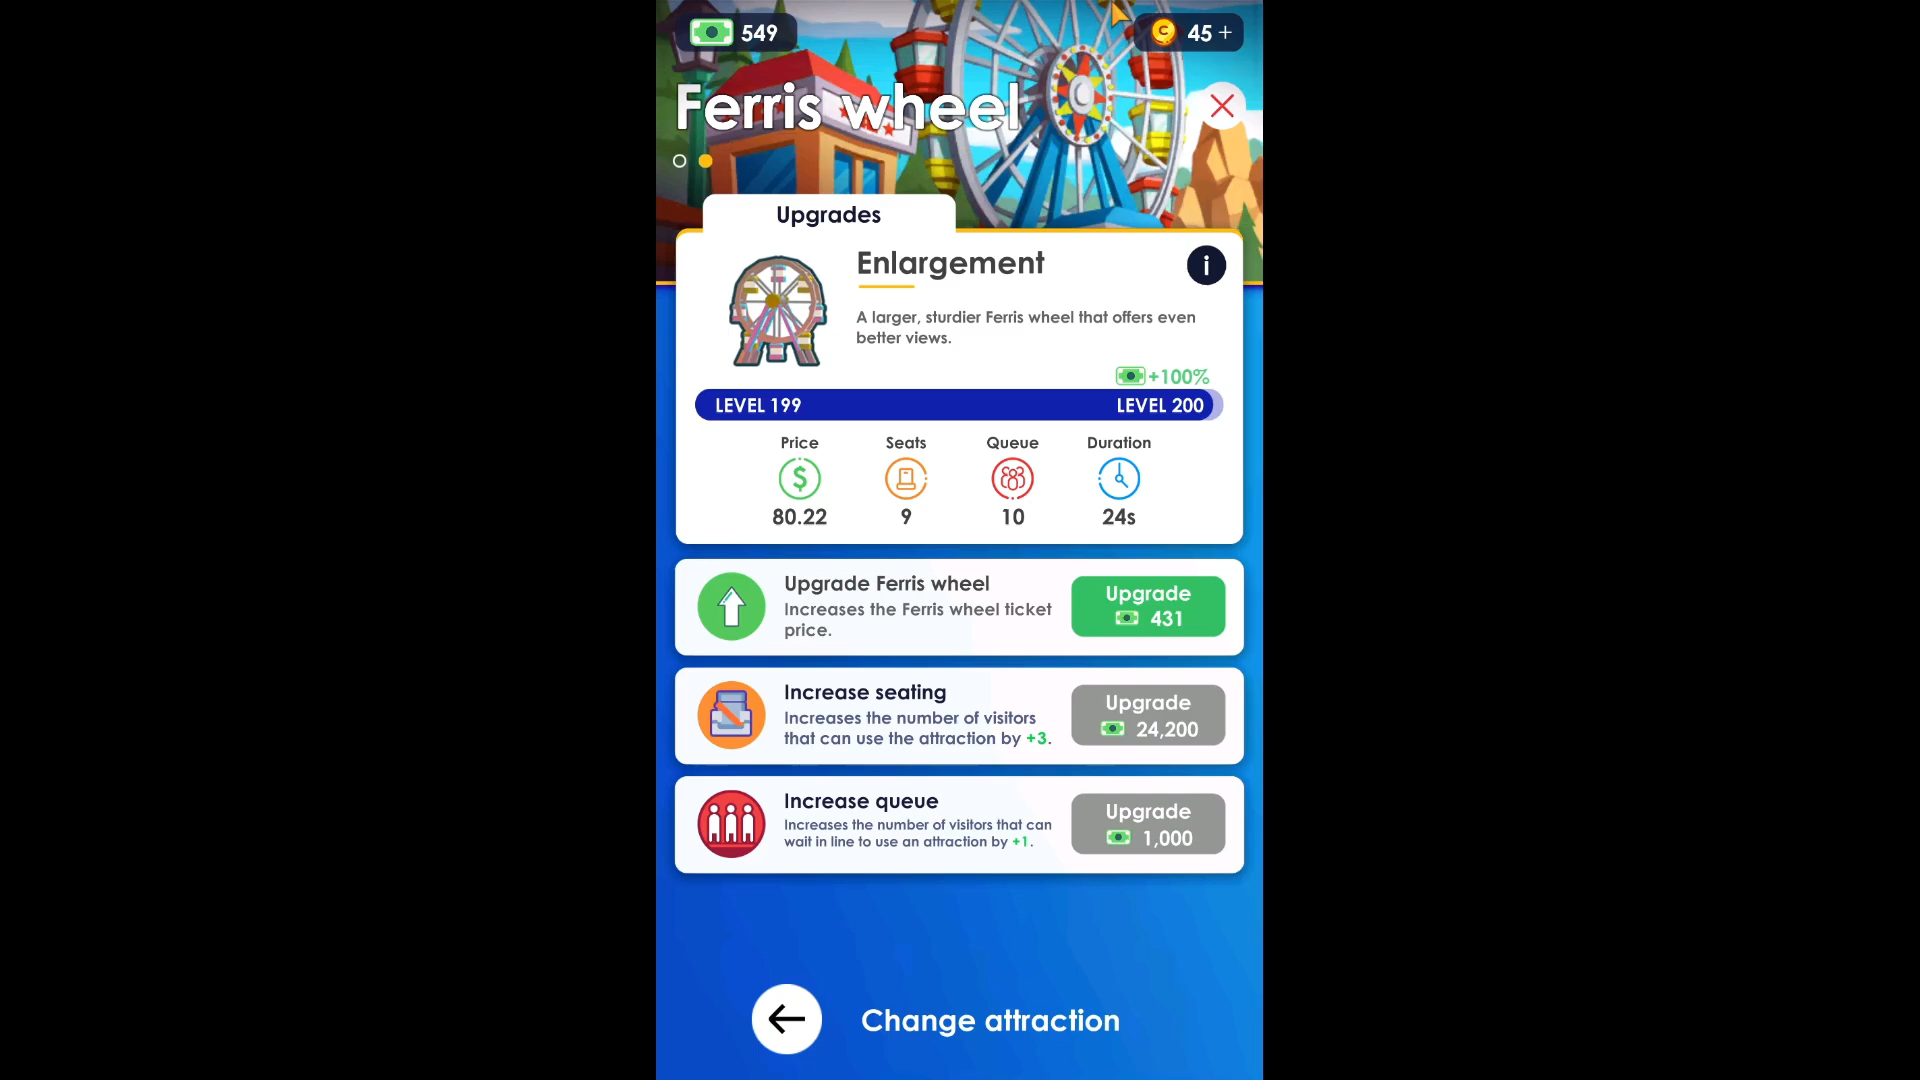 549
45 +
Ferris wheel
Upgrades
Enlargement
i
A larger, sturdier Ferris wheel that offers even
better views.
+100%
LEVEL 199 LEVEL 200
Price Seats Queue Duration
80.22 9 10 24s
Upgrade Ferris wheel
Increases the Ferris wheel ticket
price.
Upgrade
431
Increase seating
Increases the number of visitors
that can use the attraction by +3.
Upgrade
24,200
Increase queue
Increases the number of visitors that can
wait in line to use an attraction by +1.
Upgrade
1,000
Change attraction